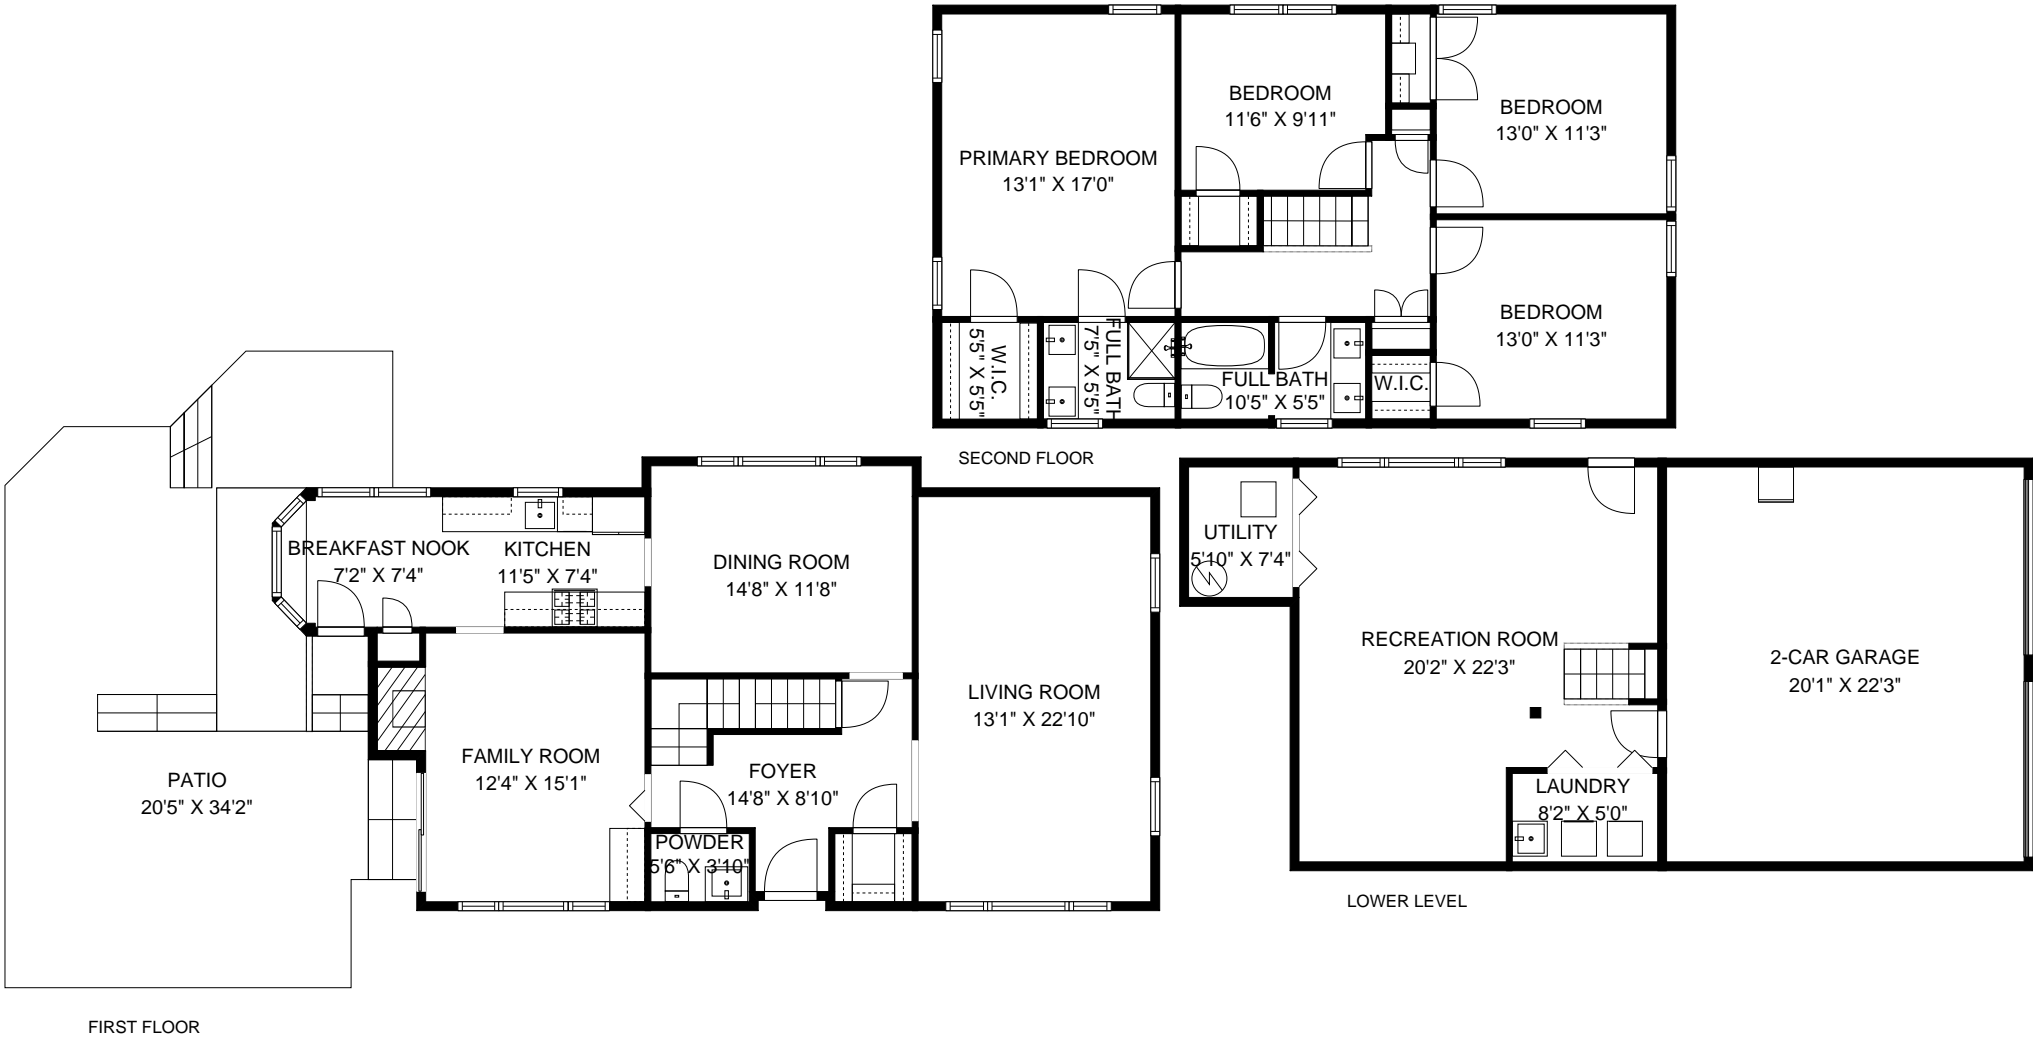 PRIMARY BEDROOM
13'1" X 17'0"
BEDROOM
11'6" X 9'11"
BEDROOM
13'0" X 11'3"
BEDROOM
13'0" X 11'3"
W.I.C.
5'5" X 5'5"
FULL BATH
7'5" X 5'5"
FULL BATH
10'5" X 5'5"
W.I.C.
SECOND FLOOR
BREAKFAST NOOK
7'2" X 7'4"
KITCHEN
11'5" X 7'4"
DINING ROOM
14'8" X 11'8"
LIVING ROOM
13'1" X 22'10"
FAMILY ROOM
12'4" X 15'1"
FOYER
14'8" X 8'10"
POWDER
5'6" X 3'10"
PATIO
20'5" X 34'2"
FIRST FLOOR
UTILITY
5'10" X 7'4"
RECREATION ROOM
20'2" X 22'3"
2-CAR GARAGE
20'1" X 22'3"
LAUNDRY
8'2" X 5'0"
LOWER LEVEL